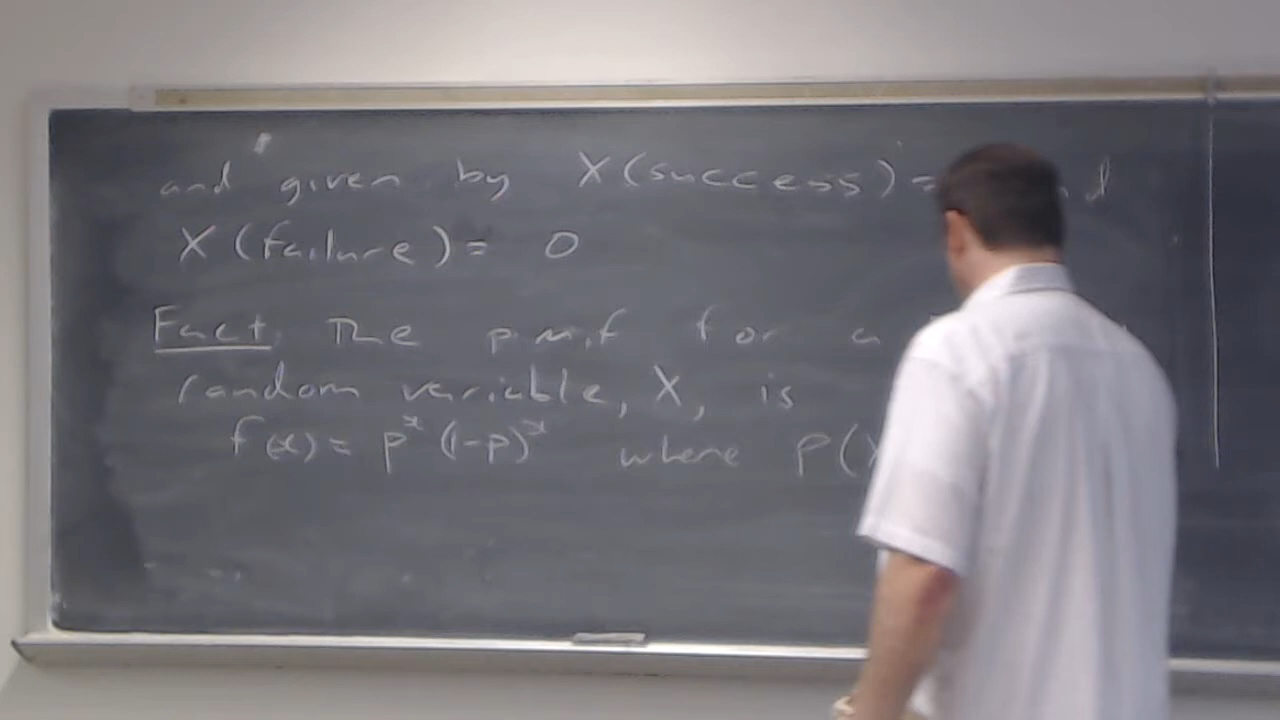 and given by X(success) =
X(failure) = 0
Fact. The p.m.f for a
random variable, X, is
f(x) = p^x (1-p)^x where P(X